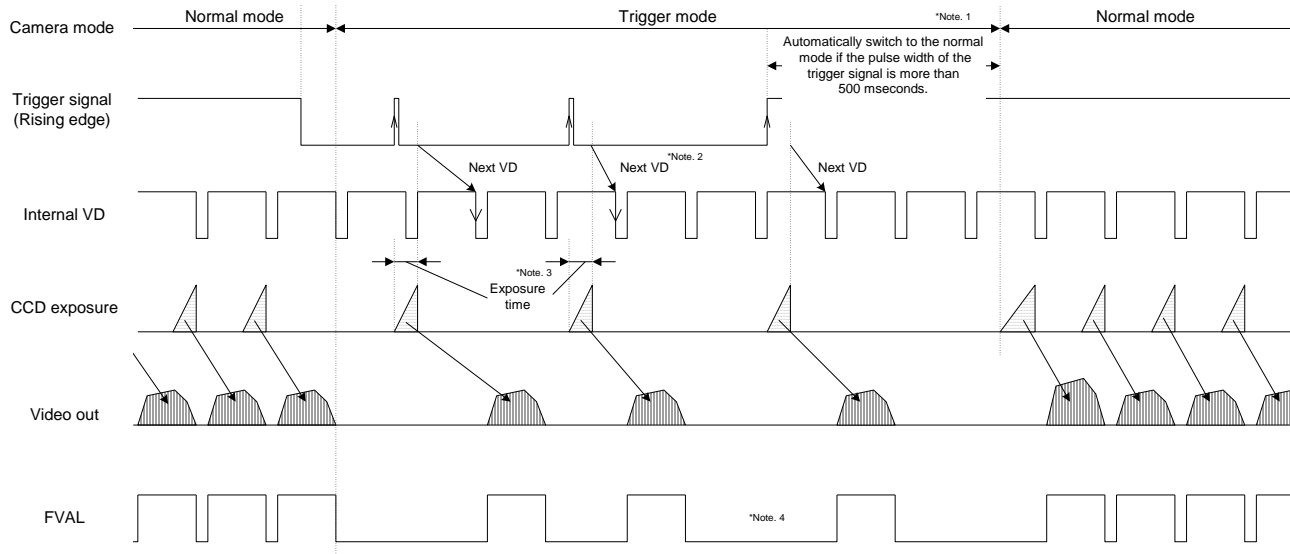 Normal mode
Trigger mode
*Note. 1
Normal mode
Camera mode
Automatically switch to the normal
mode if the pulse width of the
trigger signal is more than
500 mseconds.
Trigger signal
(Rising edge)
Next VD
Next VD
*Note. 2
Next VD
Internal VD
*Note. 3
Exposure
time
CCD exposure
Video out
FVAL
*Note. 4